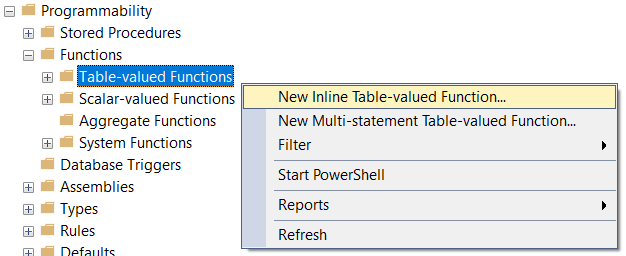 Programmability
Stored Procedures
Functions
Table-valued Functions
Scalar-valued Functions
Aggregate Functions
System Functions
Database Triggers
Assemblies
Types
Rules
Defaults
New Inline Table-valued Function...
New Multi-statement Table-valued Function...
Filter
Start PowerShell
Reports
Refresh